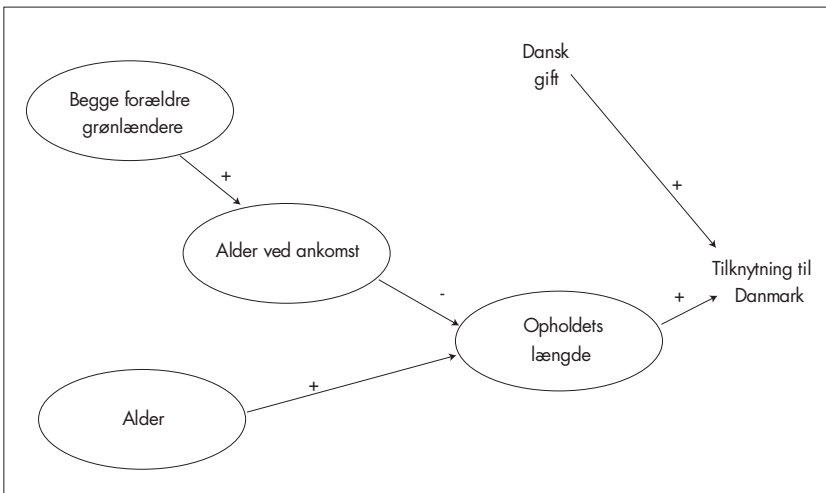 Dansk
gift
Begge forældre
grønlændere
+
+
Alder ved ankomst
Tilknytning til
Danmark
-
+
Opholdets
længde
+
Alder